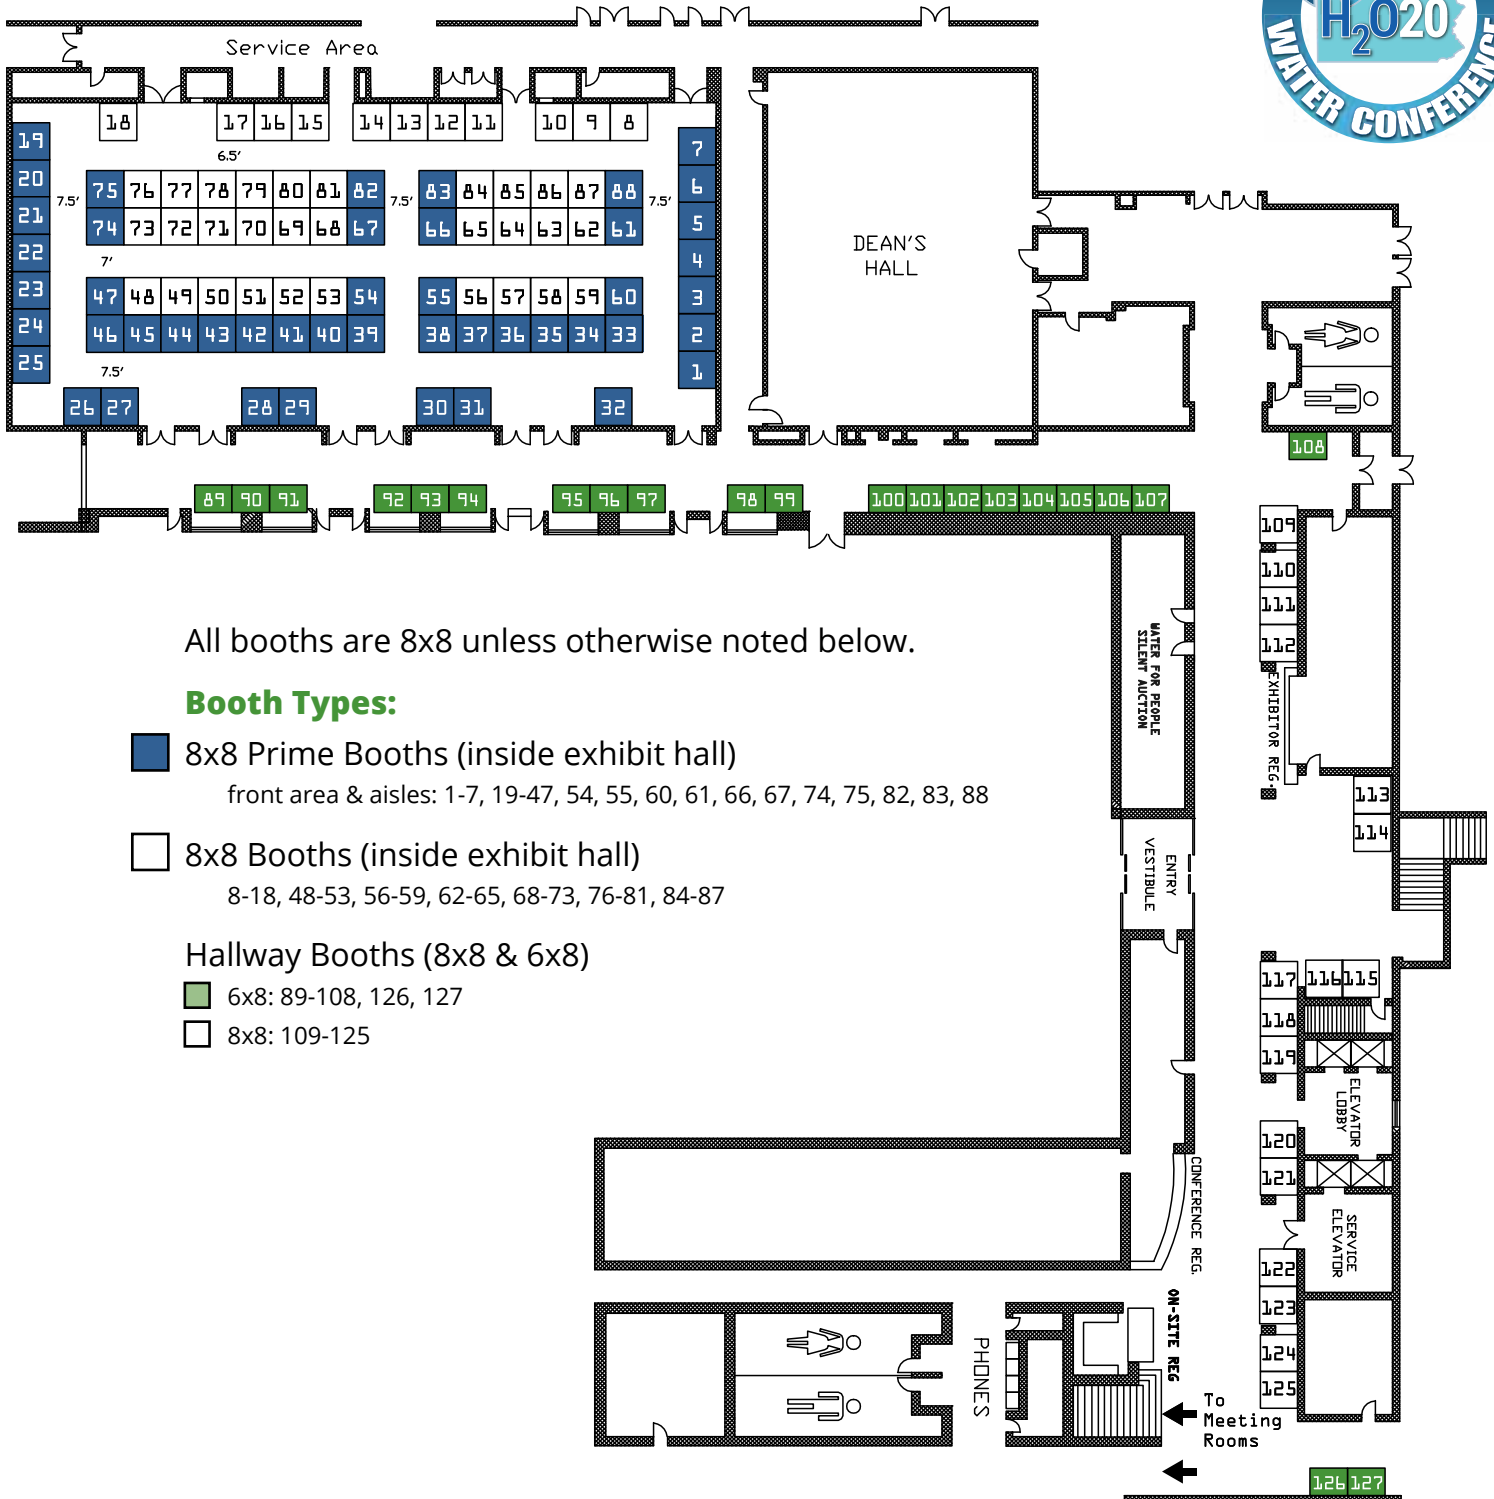 H2O20
WATER CONFERENCE
Service Area
18 17 16 15 14 13 12 11 10 9 8
19 20 21 22 23 24 25
7 6 5 4 3 2 1
6.5'
7.5' 75 76 77 78 79 80 81 82 7.5' 83 84 85 86 87 88 7.5'
74 73 72 71 70 69 68 67 66 65 64 63 62 61
7'
47 48 49 50 51 52 53 54 55 56 57 58 59 60
46 45 44 43 42 41 40 39 38 37 36 35 34 33
7.5'
26 27 28 29 30 31 32
DEAN'S
HALL
108
89 90 91 92 93 94 95 96 97 98 99 100 101 102 103 104 105 106 107
109
110
111
112
EXHIBITOR REG.
WATER FOR PEOPLE
SILENT AUCTION
All booths are 8x8 unless otherwise noted below.
Booth Types:
8x8 Prime Booths (inside exhibit hall)
front area & aisles: 1-7, 19-47, 54, 55, 60, 61, 66, 67, 74, 75, 82, 83, 88
8x8 Booths (inside exhibit hall)
8-18, 48-53, 56-59, 62-65, 68-73, 76-81, 84-87
Hallway Booths (8x8 & 6x8)
6x8: 89-108, 126, 127
8x8: 109-125
113
114
ENTRY
VESTIBULE
117 116 115
118
119
ELEVATOR
LOBBY
120
121
CONFERENCE REG.
SERVICE
ELEVATOR
122
123
124
125
ON-SITE REG
PHONES
To
Meeting
Rooms
126 127